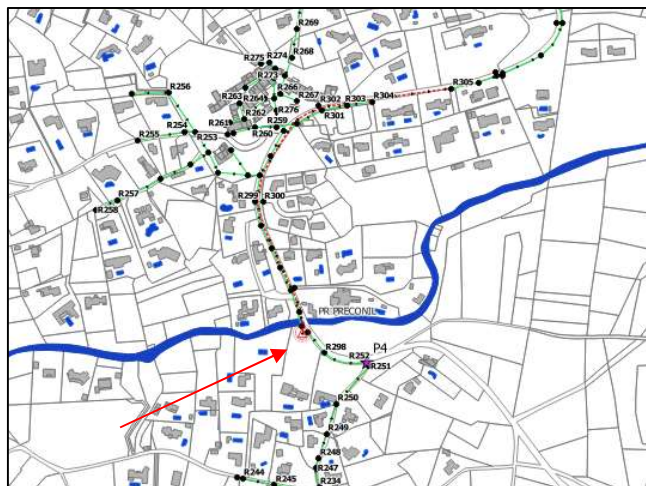 R269
R275
R274
R268
R273
R256
R263
R264
R266
R267
R276
R302
R303
R304
R305
R301
R262
R261
R259
R260
R254
R255
R253
R257
R258
R299
R300
PR PRECONIL
R298
R252
P4
R251
R250
R249
R248
R247
R244
R245
R234